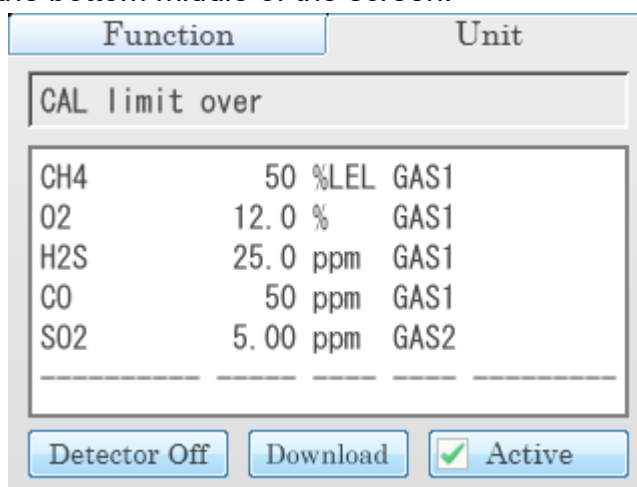 the bottom middle of the screen.
Function Unit
CAL limit over
CH4 50 %LEL GAS1
O2 12.0 % GAS1
H2S 25.0 ppm GAS1
CO 50 ppm GAS1
SO2 5.00 ppm GAS2
---------- ----- ---- ---- ---------
Detector Off Download Active